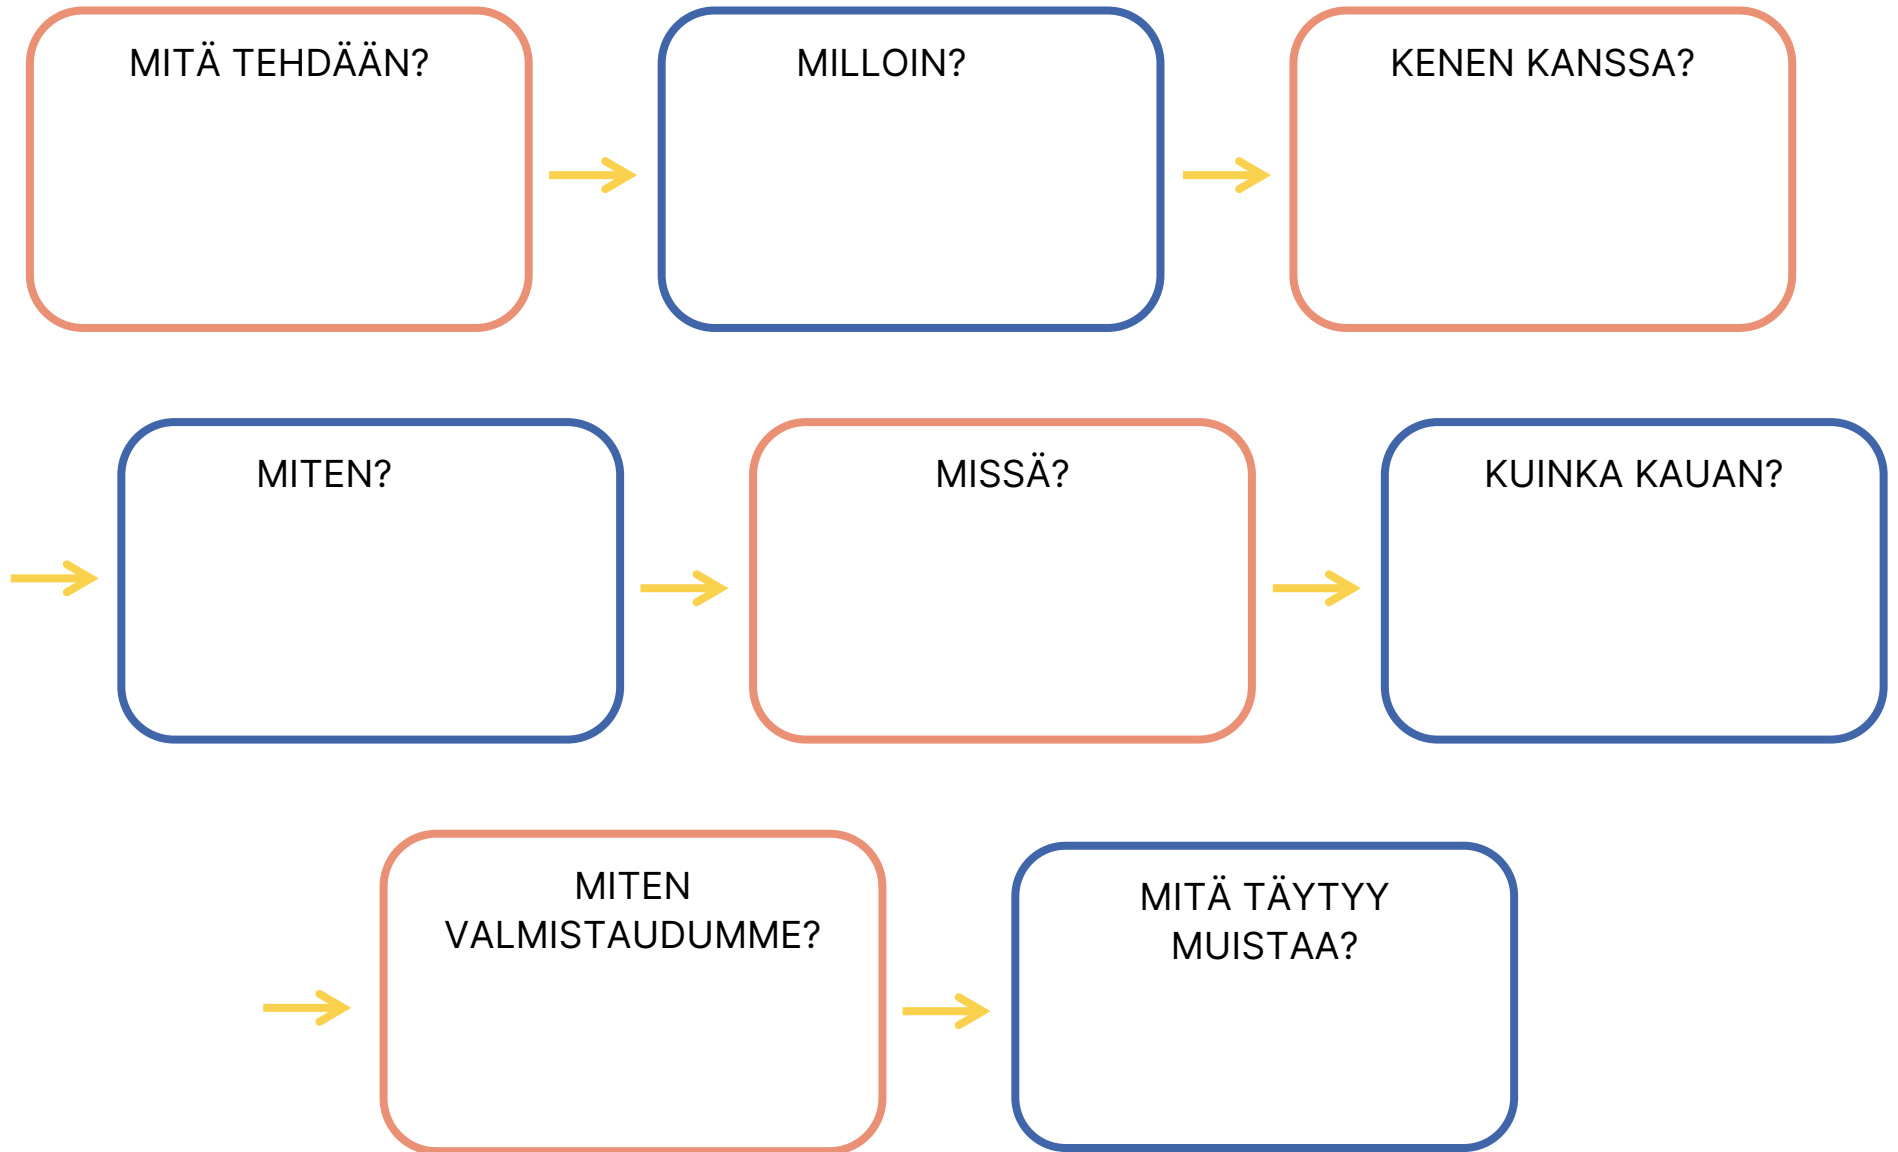 MITÄ TEHDÄÄN?
MILLOIN?
KENEN KANSSA?
MITEN?
MISSÄ?
KUINKA KAUAN?
MITEN
VALMISTAUDUMME?
MITÄ TÄYTYY
MUISTAA?